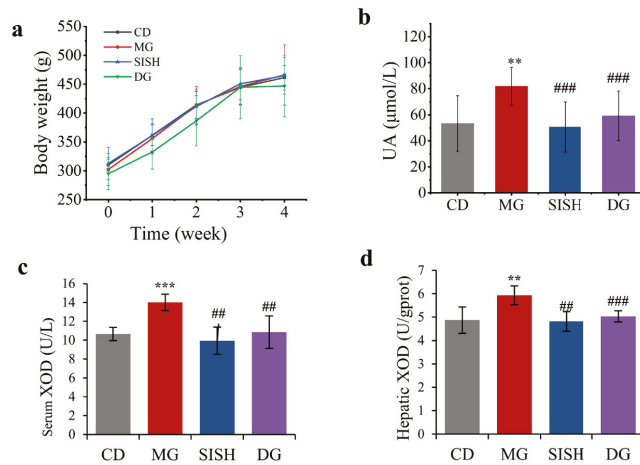 a
CD
MG
SISH
DG
500
450
400
350
300
250
0 1 2 3 4
Body weight (g)
Time (week)
b
120
100
80
60
40
20
0
UA (µmol/L)
**
###
###
CD MG SISH DG
c
16
14
12
10
8
6
4
2
0
Serum XOD (U/L)
***
##
##
CD MG SISH DG
d
8
7
6
5
4
3
2
1
0
Hepatic XOD (U/gprot)
**
##
###
CD MG SISH DG